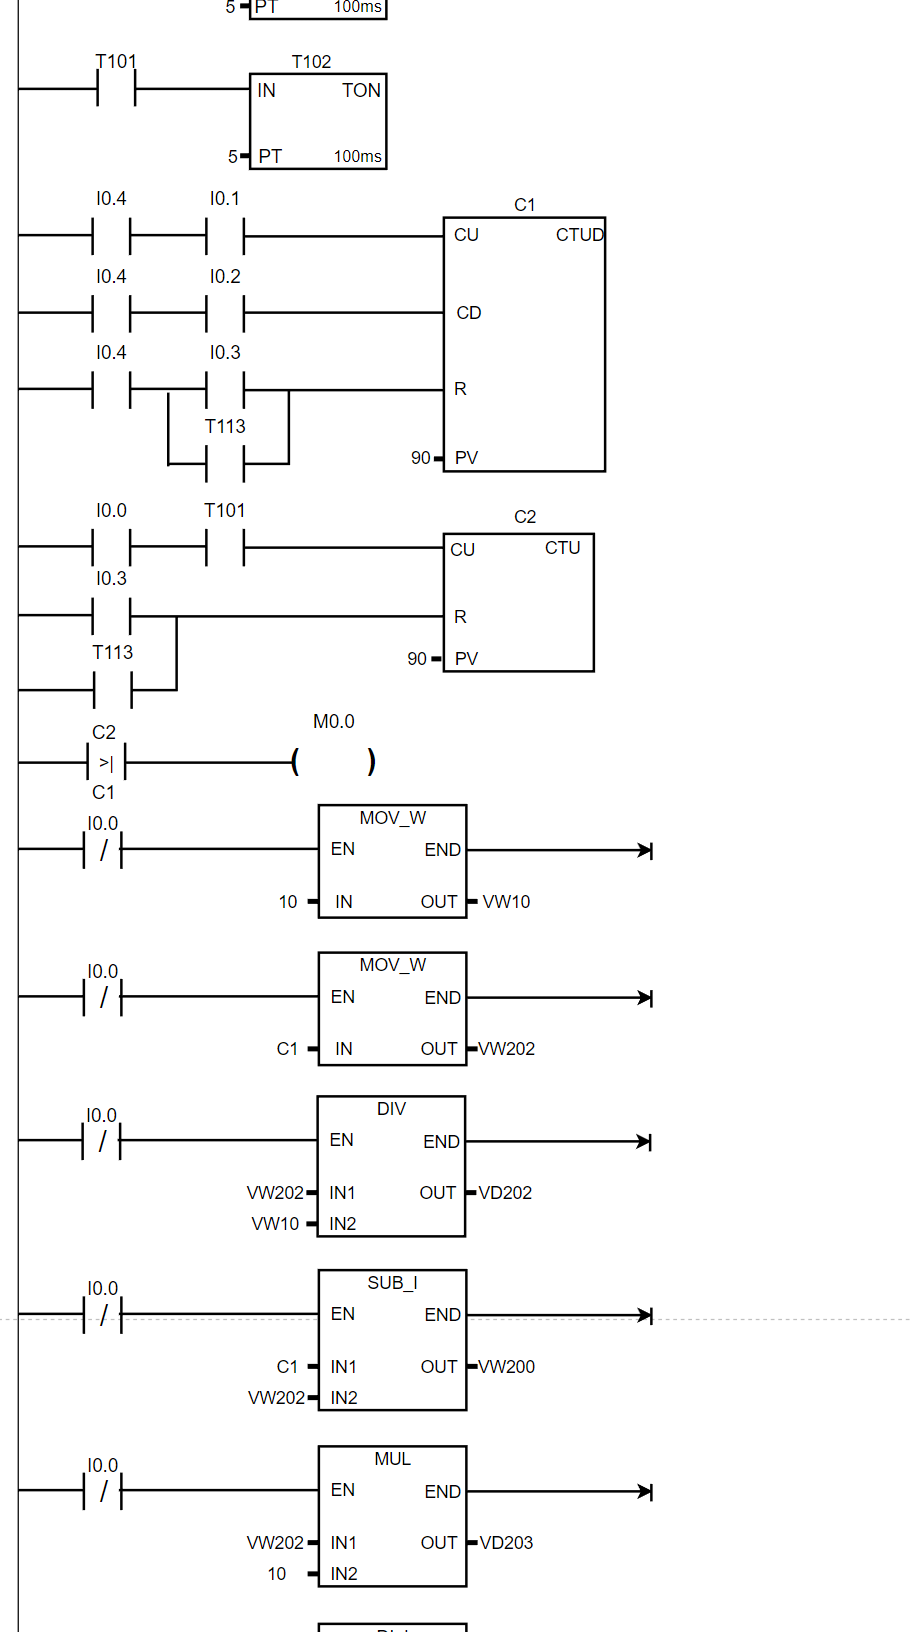 5 PT 100ms
T101 T102
IN TON
5 PT 100ms
I0.4 I0.1 C1
CU CTUD
I0.4 I0.2
CD
I0.4 I0.3
R
T113
90 PV
I0.0 T101 C2
CU CTU
I0.3
R
T113
90 PV
M0.0
C2
>| ( )
C1
MOV_W
I0.0
/ EN END
10 IN OUT VW10
MOV_W
I0.0
/ EN END
C1 IN OUT VW202
DIV
I0.0
/ EN END
VW202 IN1 OUT VD202
VW10 IN2
SUB_I
I0.0
/ EN END
C1 IN1 OUT VW200
VW202 IN2
MUL
I0.0
/ EN END
VW202 IN1 OUT VD203
10 IN2